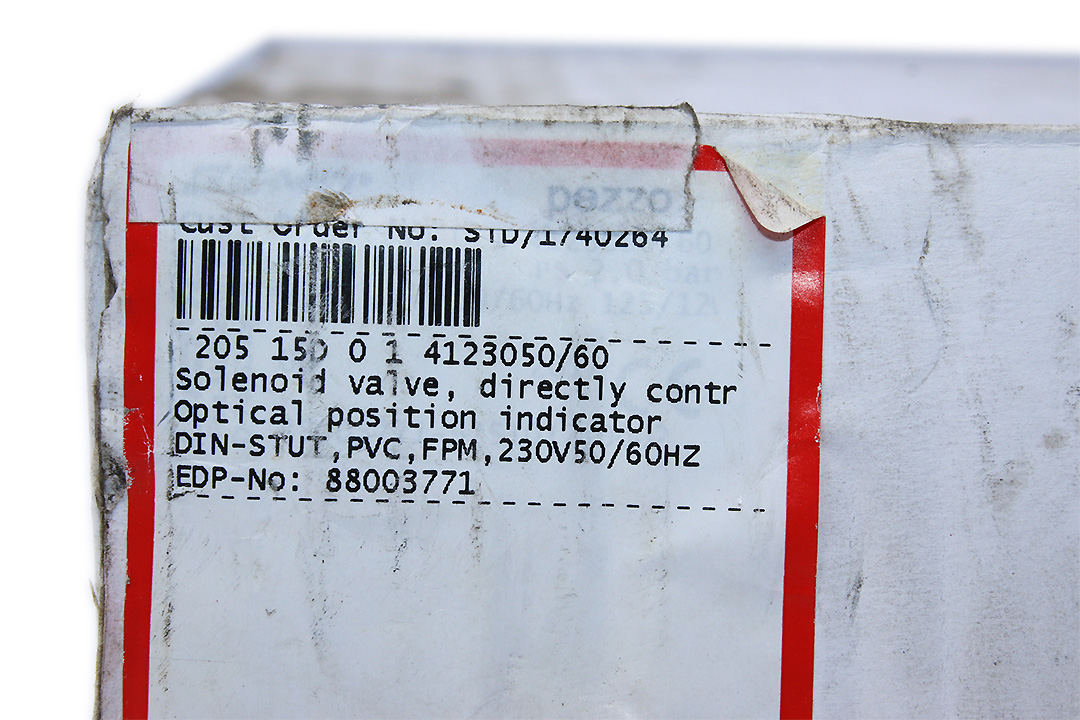 pezzo
Cust Order No: STD/1740264
205 15D 0 1 4123050/60
Solenoid valve, directly contr
Optical position indicator
DIN-STUT,PVC,FPM,230V50/60HZ
EDP-No: 88003771